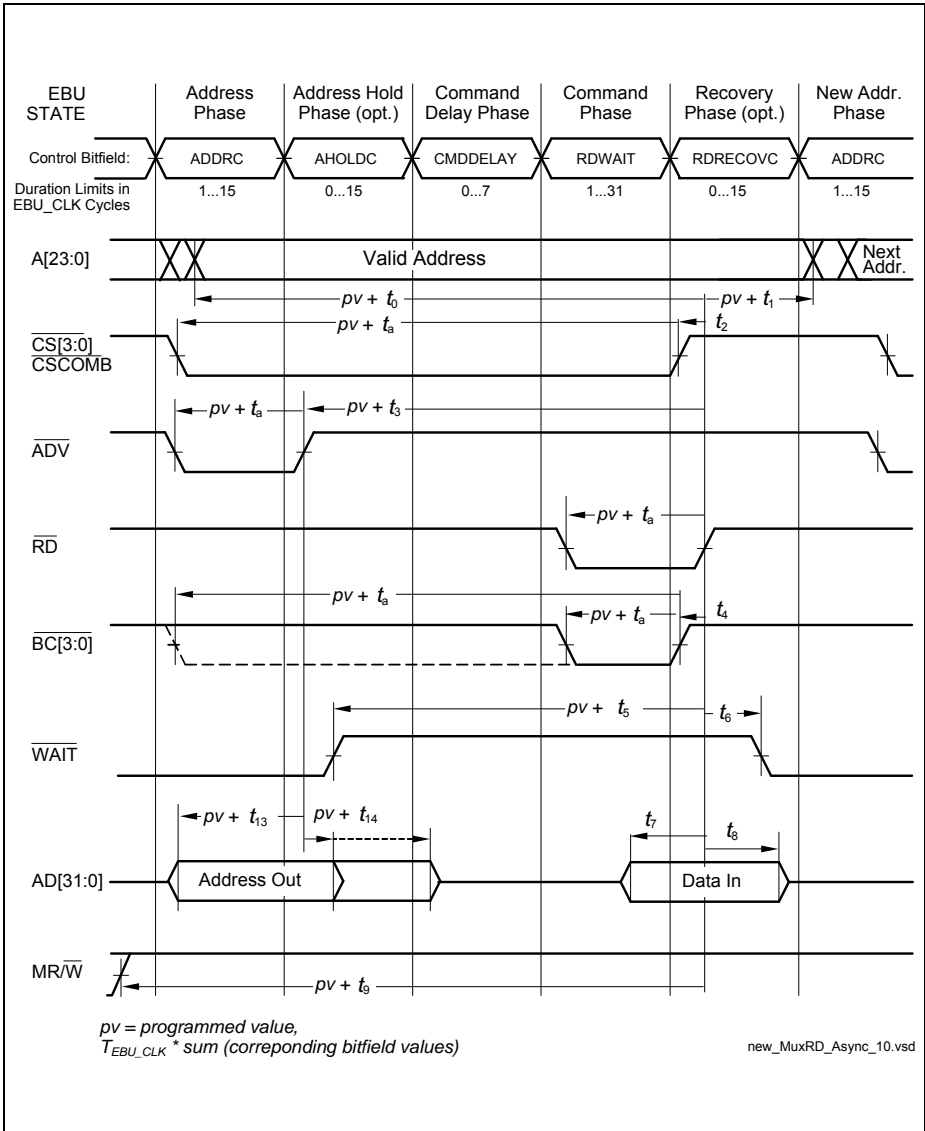 EBU STATE
Address Phase
Address Hold Phase (opt.)
Command Delay Phase
Command Phase
Recovery Phase (opt.)
New Addr. Phase
Control Bitfield:
ADDRC
AHOLDC
CMDDELAY
RDWAIT
RDRECOVC
ADDRC
Duration Limits in EBU_CLK Cycles
1...15
0...15
0...7
1...31
0...15
1...15
A[23:0]
Valid Address
Next Addr.
pv + t0
pv + t1
pv + ta
t2
CS[3:0]
CSCOMB
pv + ta
pv + t3
ADV
pv + ta
RD
pv + ta
pv + ta
t4
BC[3:0]
pv + t5
t6
WAIT
pv + t13
pv + t14
t7
t8
AD[31:0]
Address Out
Data In
MR/W
pv + t9
pv = programmed value,
TEBU_CLK * sum (correponding bitfield values)
new_MuxRD_Async_10.vsd